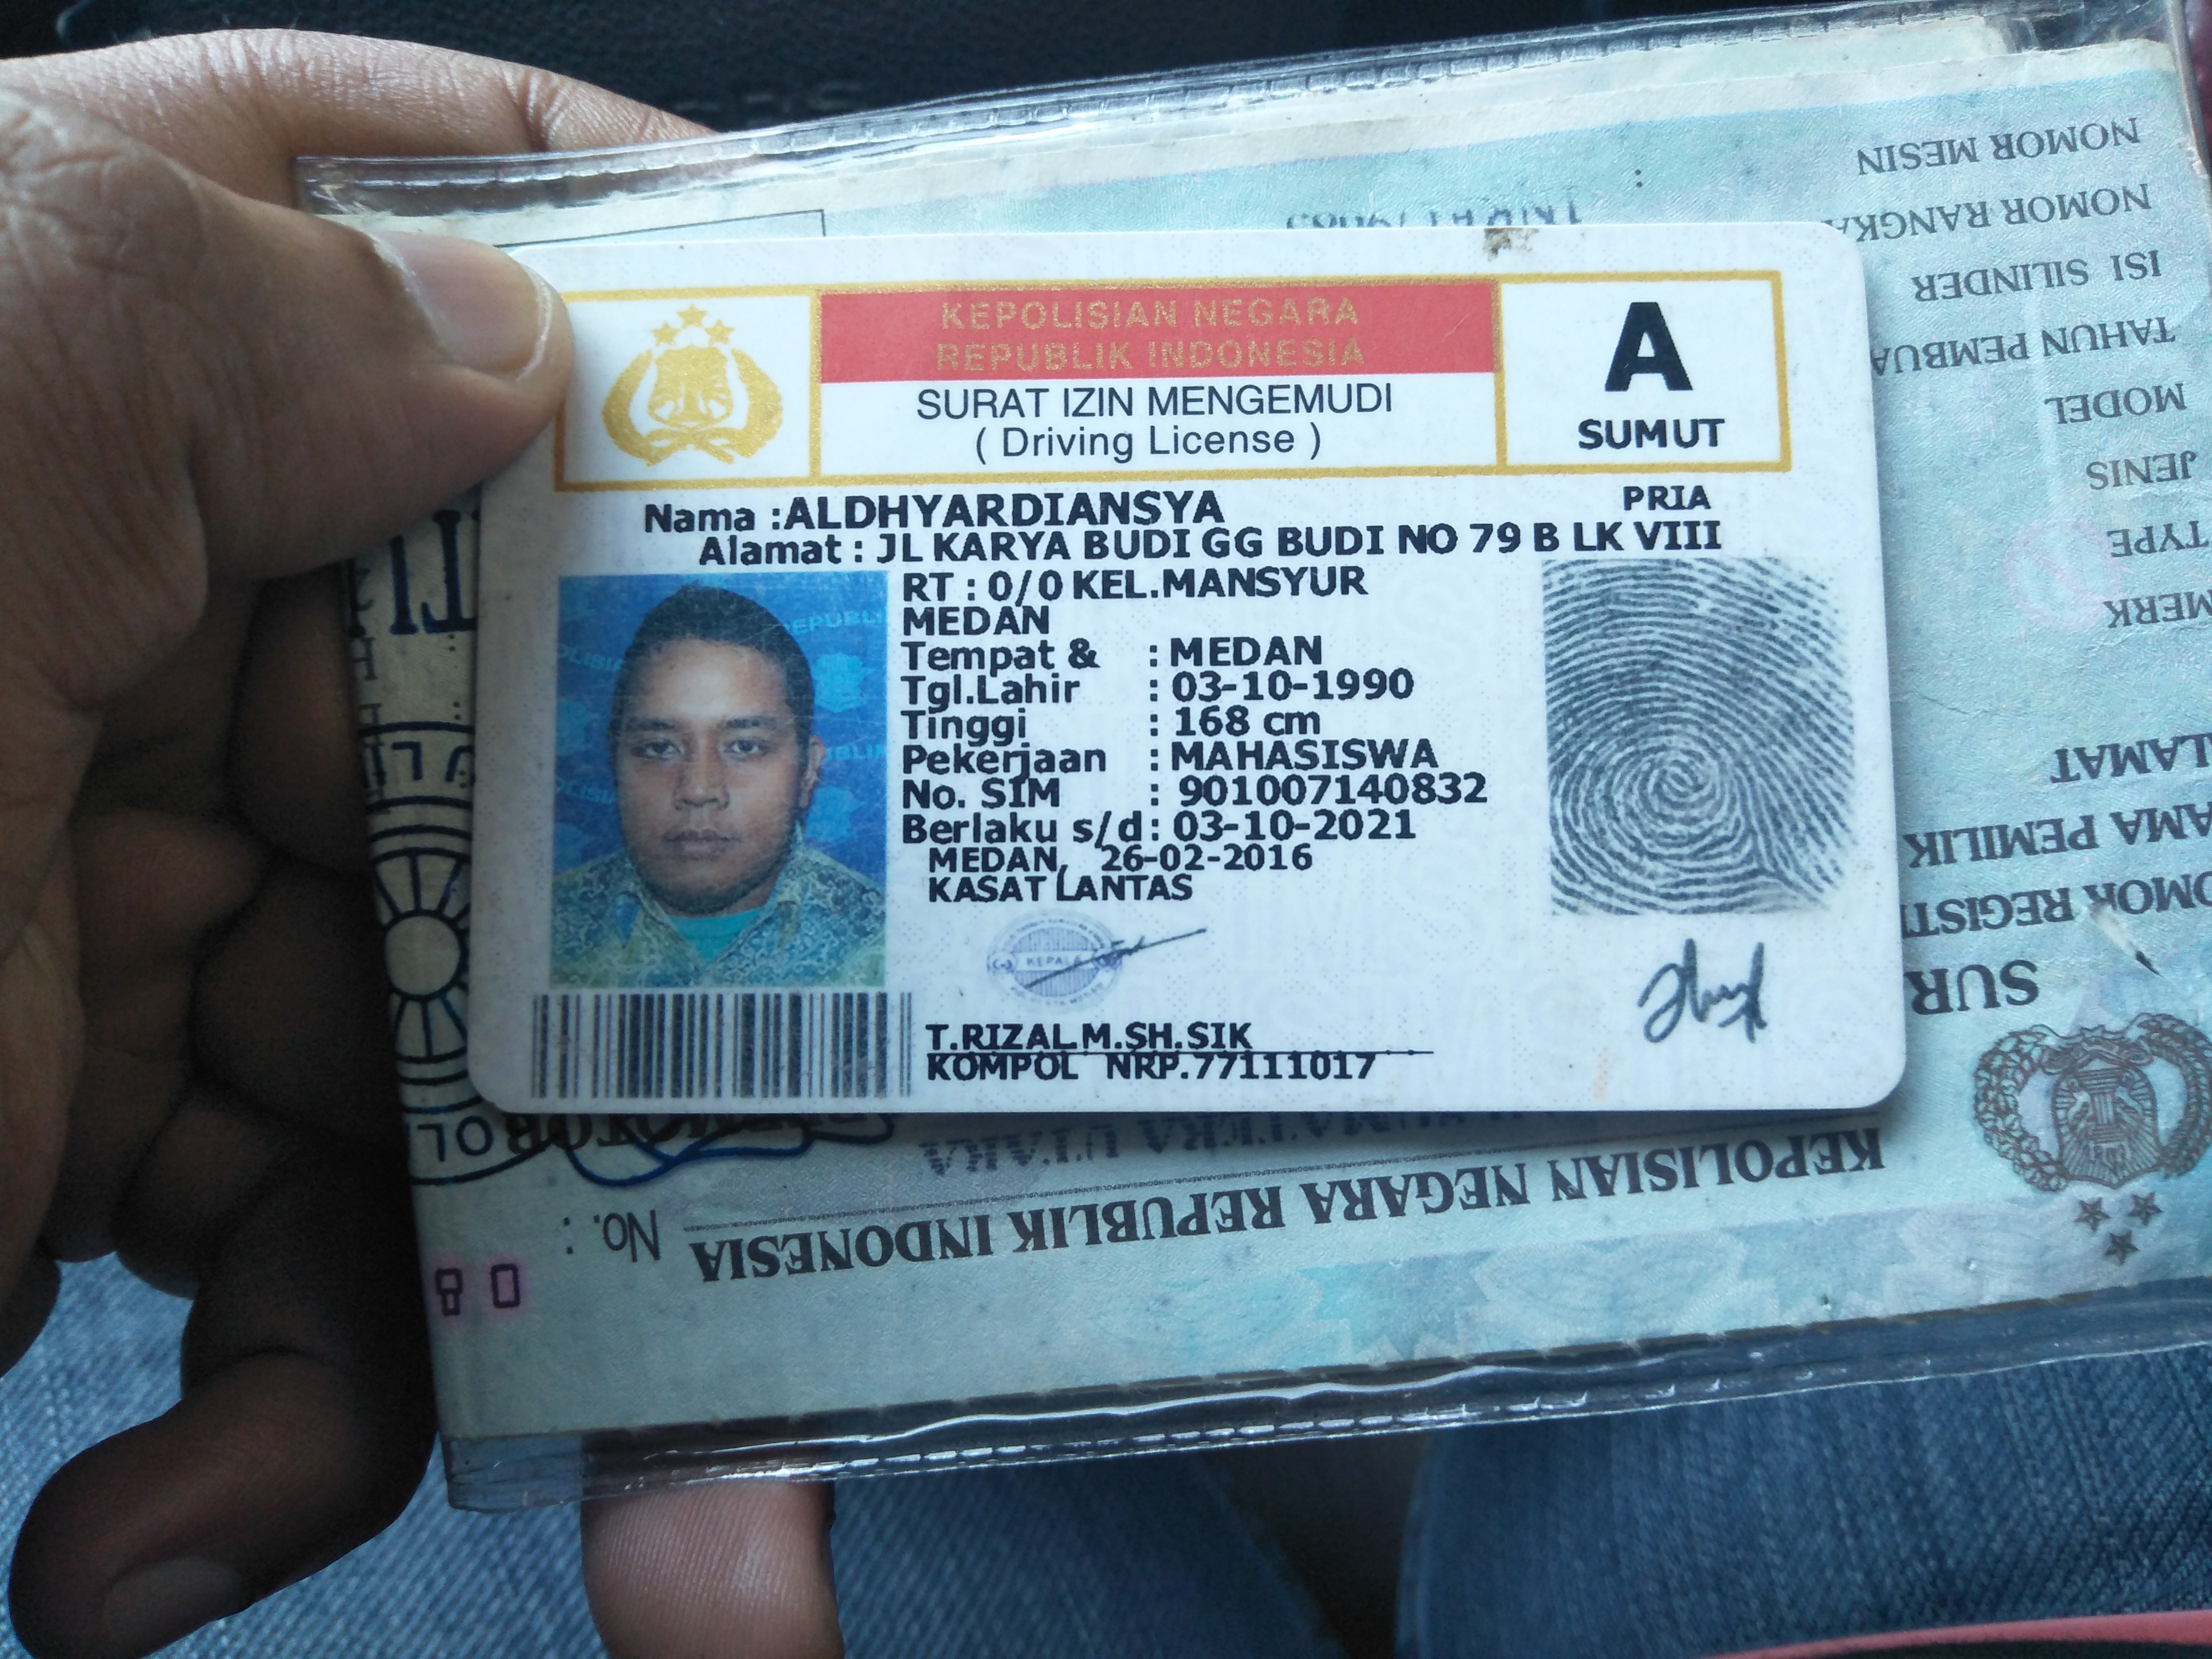 KEPOLISIAN NEGARA
REPUBLIK INDONESIA
SURAT IZIN MENGEMUDI
( Driving License )
A
SUMUT
Nama :ALDHYARDIANSYA
PRIA
Alamat : JL KARYA BUDI GG BUDI NO 79 B LK VIII
RT : 0/0 KEL.MANSYUR
MEDAN
Tempat & : MEDAN
Tgl.Lahir : 03-10-1990
Tinggi : 168 cm
Pekerjaan : MAHASISWA
No. SIM : 901007140832
Berlaku s/d : 03-10-2021
MEDAN, 26-02-2016
KASAT LANTAS
KEPALA
T.RIZAL.M.SH.SIK
KOMPOL NRP.77111017
KEPOLISIAN NEGARA REPUBLIK INDONESIA
No. :
SUR
NOMOR MESIN
NOMOR RANGKA
ISI SILINDER
TAHUN PEMBUA
MODEL
JENIS
TYPE
MERK
ALAMAT
AMA PEMILIK
OMOR REGIST